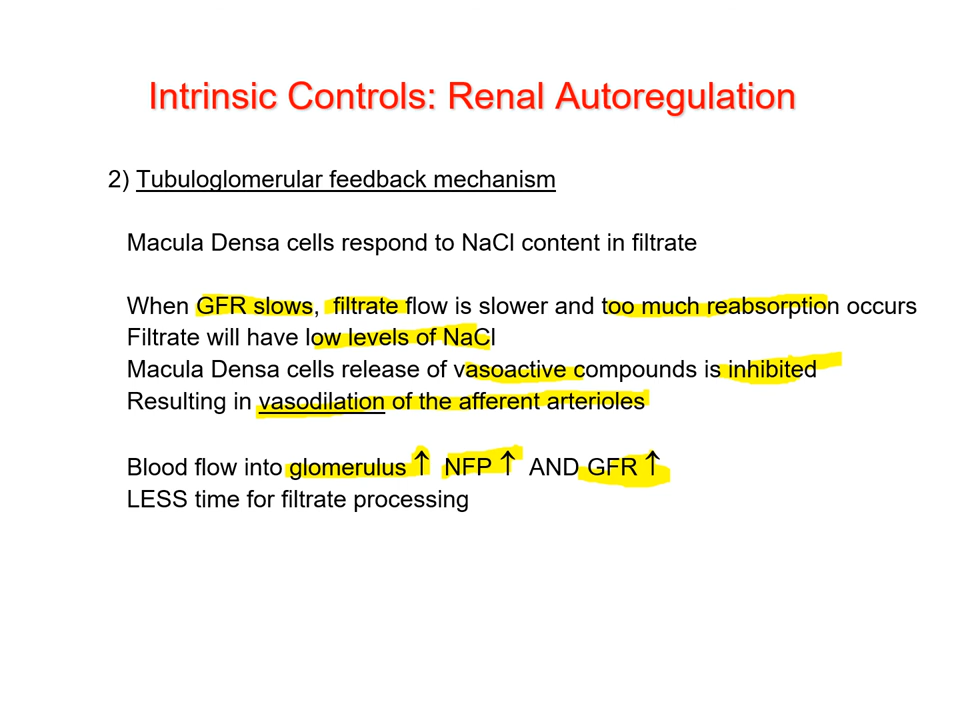 Intrinsic Controls: Renal Autoregulation
2) Tubuloglomerular feedback mechanism
Macula Densa cells respond to NaCl content in filtrate
When GFR slows, filtrate flow is slower and too much reabsorption occurs
Filtrate will have low levels of NaCl
Macula Densa cells release of vasoactive compounds is inhibited
Resulting in vasodilation of the afferent arterioles
Blood flow into glomerulus ↑ NFP ↑ AND GFR ↑
LESS time for filtrate processing